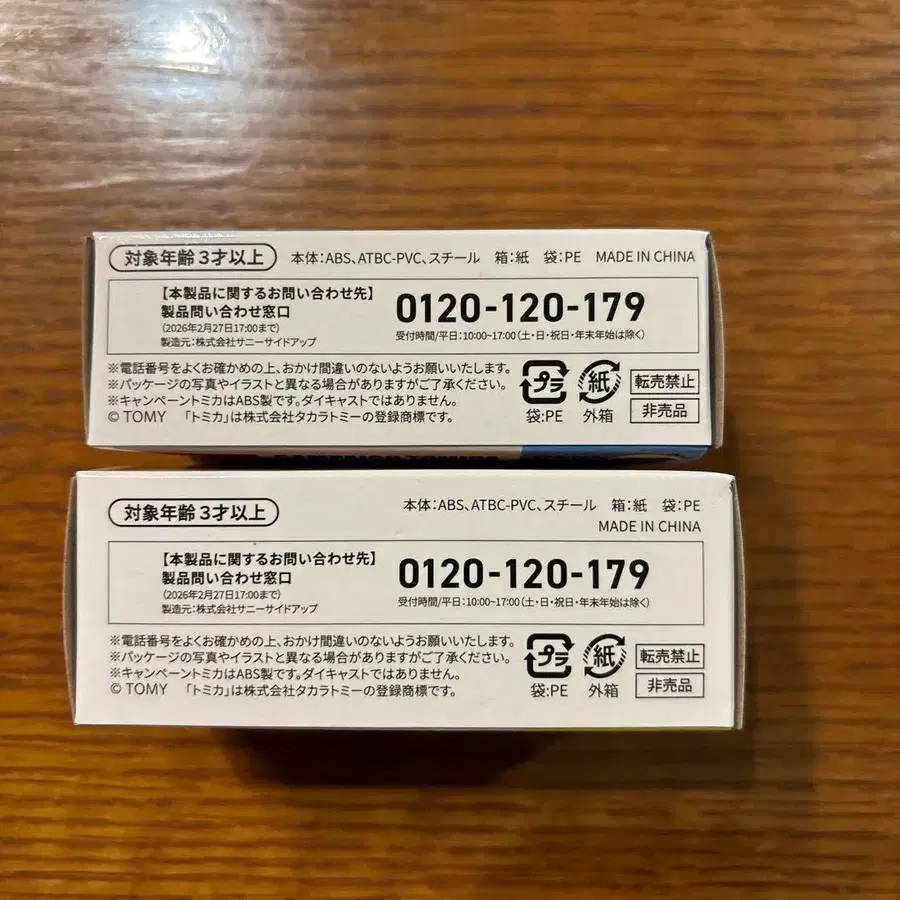 対象年齢3才以上 本体:ABS、ATBC-PVC、スチール 箱:紙 袋:PE MADE IN CHINA
【本製品に関するお問い合わせ先】
製品問い合わせ窓口
(2026年2月27日17:00まで)
製造元:株式会社サニーサイドアップ
0120-120-179
受付時間/平日:10:00~17:00(土・日・祝日・年末年始は除く)
※電話番号をよくお確かめの上、おかけ間違いのないようお願いいたします。
※パッケージの写真やイラストと異なる場合がありますがご了承ください。
※キャンペーントミカはABS製です。ダイキャストではありません。
© TOMY 「トミカ」は株式会社タカラトミーの登録商標です。
プラ
袋:PE
紙
外箱
転売禁止
非売品
対象年齢3才以上 本体:ABS、ATBC-PVC、スチール 箱:紙 袋:PE
MADE IN CHINA
【本製品に関するお問い合わせ先】
製品問い合わせ窓口
(2026年2月27日17:00まで)
製造元:株式会社サニーサイドアップ
0120-120-179
受付時間/平日:10:00~17:00(土・日・祝日・年末年始は除く)
※電話番号をよくお確かめの上、おかけ間違いのないようお願いいたします。
※パッケージの写真やイラストと異なる場合がありますがご了承ください。
※キャンペーントミカはABS製です。ダイキャストではありません。
© TOMY 「トミカ」は株式会社タカラトミーの登録商標です。
プラ
袋:PE
紙
外箱
転売禁止
非売品